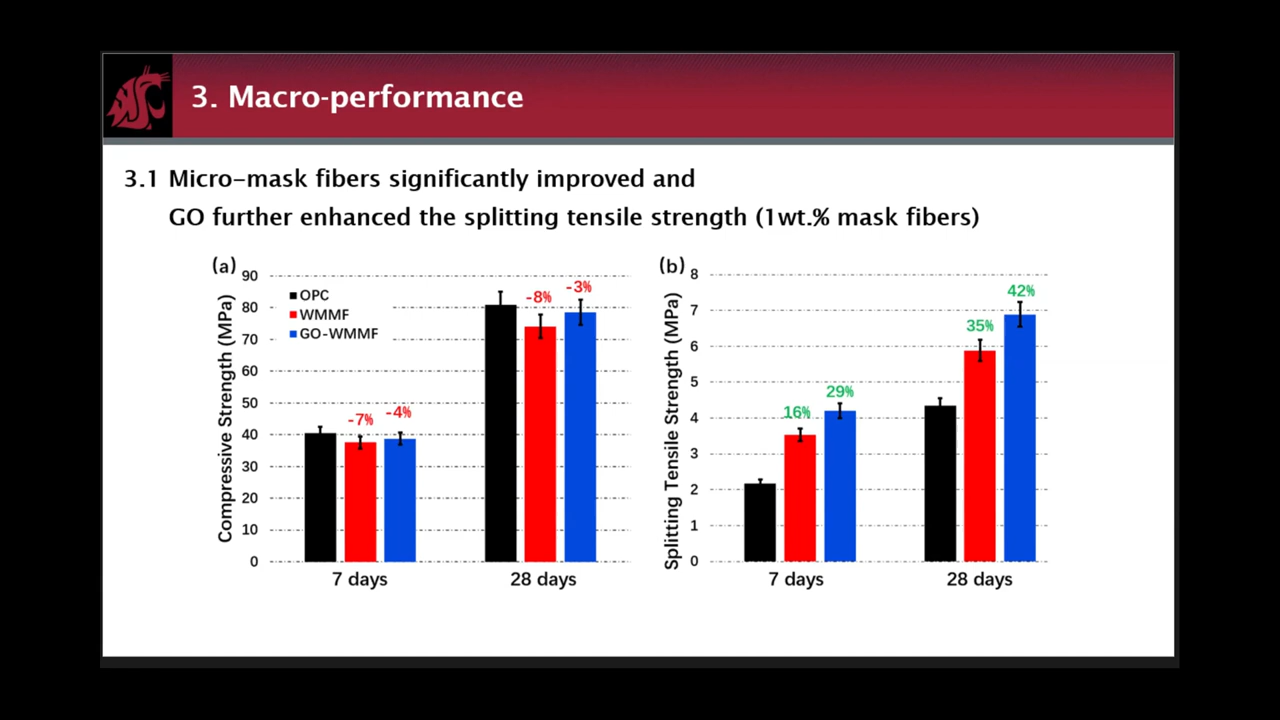 3. Macro-performance
3.1 Micro-mask fibers significantly improved and
GO further enhanced the splitting tensile strength (1wt.% mask fibers)
(a)
Compressive Strength (MPa)
90
80
70
60
50
40
30
20
10
0
OPC
WMMF
GO-WMMF
-7%
-4%
-8%
-3%
7 days
28 days
(b)
Splitting Tensile Strength (MPa)
8
7
6
5
4
3
2
1
0
16%
29%
35%
42%
7 days
28 days